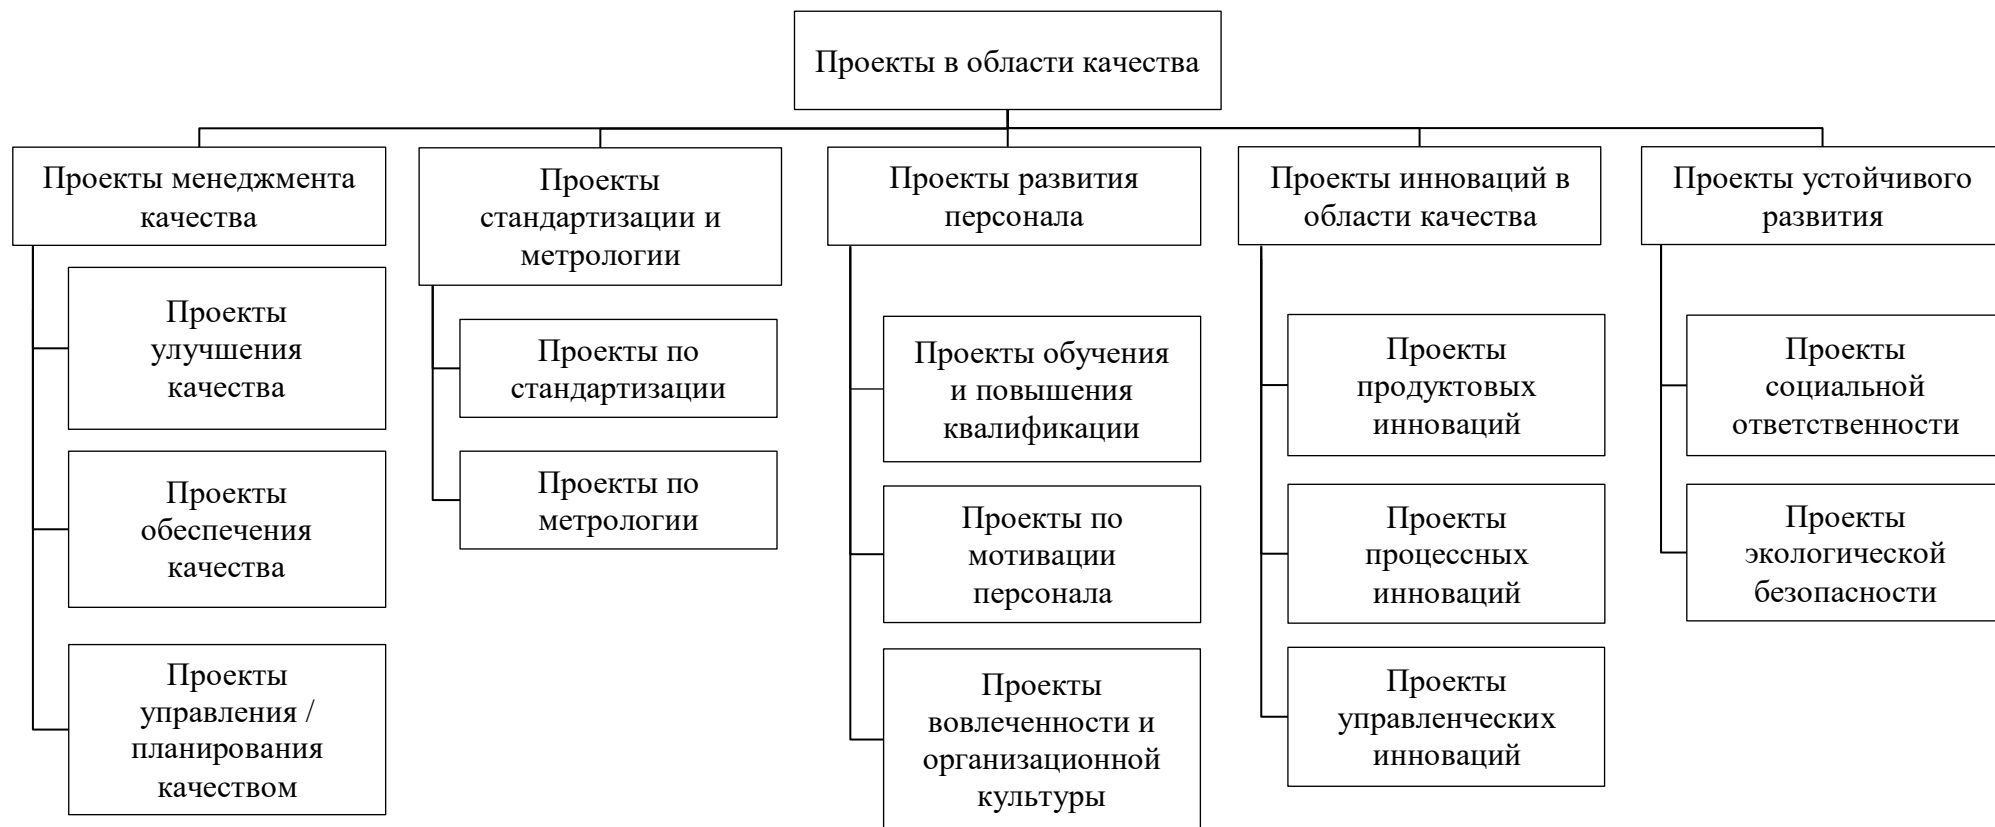 Проекты в области качества
Проекты менеджмента
качества
Проекты
улучшения
качества
Проекты
обеспечения
качества
Проекты
управления /
планирования
качеством
Проекты
стандартизации и
метрологии
Проекты по
стандартизации
Проекты по
метрологии
Проекты развития
персонала
Проекты обучения
и повышения
квалификации
Проекты по
мотивации
персонала
Проекты
вовлеченности и
организационной
культуры
Проекты инноваций в
области качества
Проекты
продуктовых
инноваций
Проекты
процессных
инноваций
Проекты
управленческих
инноваций
Проекты устойчивого
развития
Проекты
социальной
ответственности
Проекты
экологической
безопасности